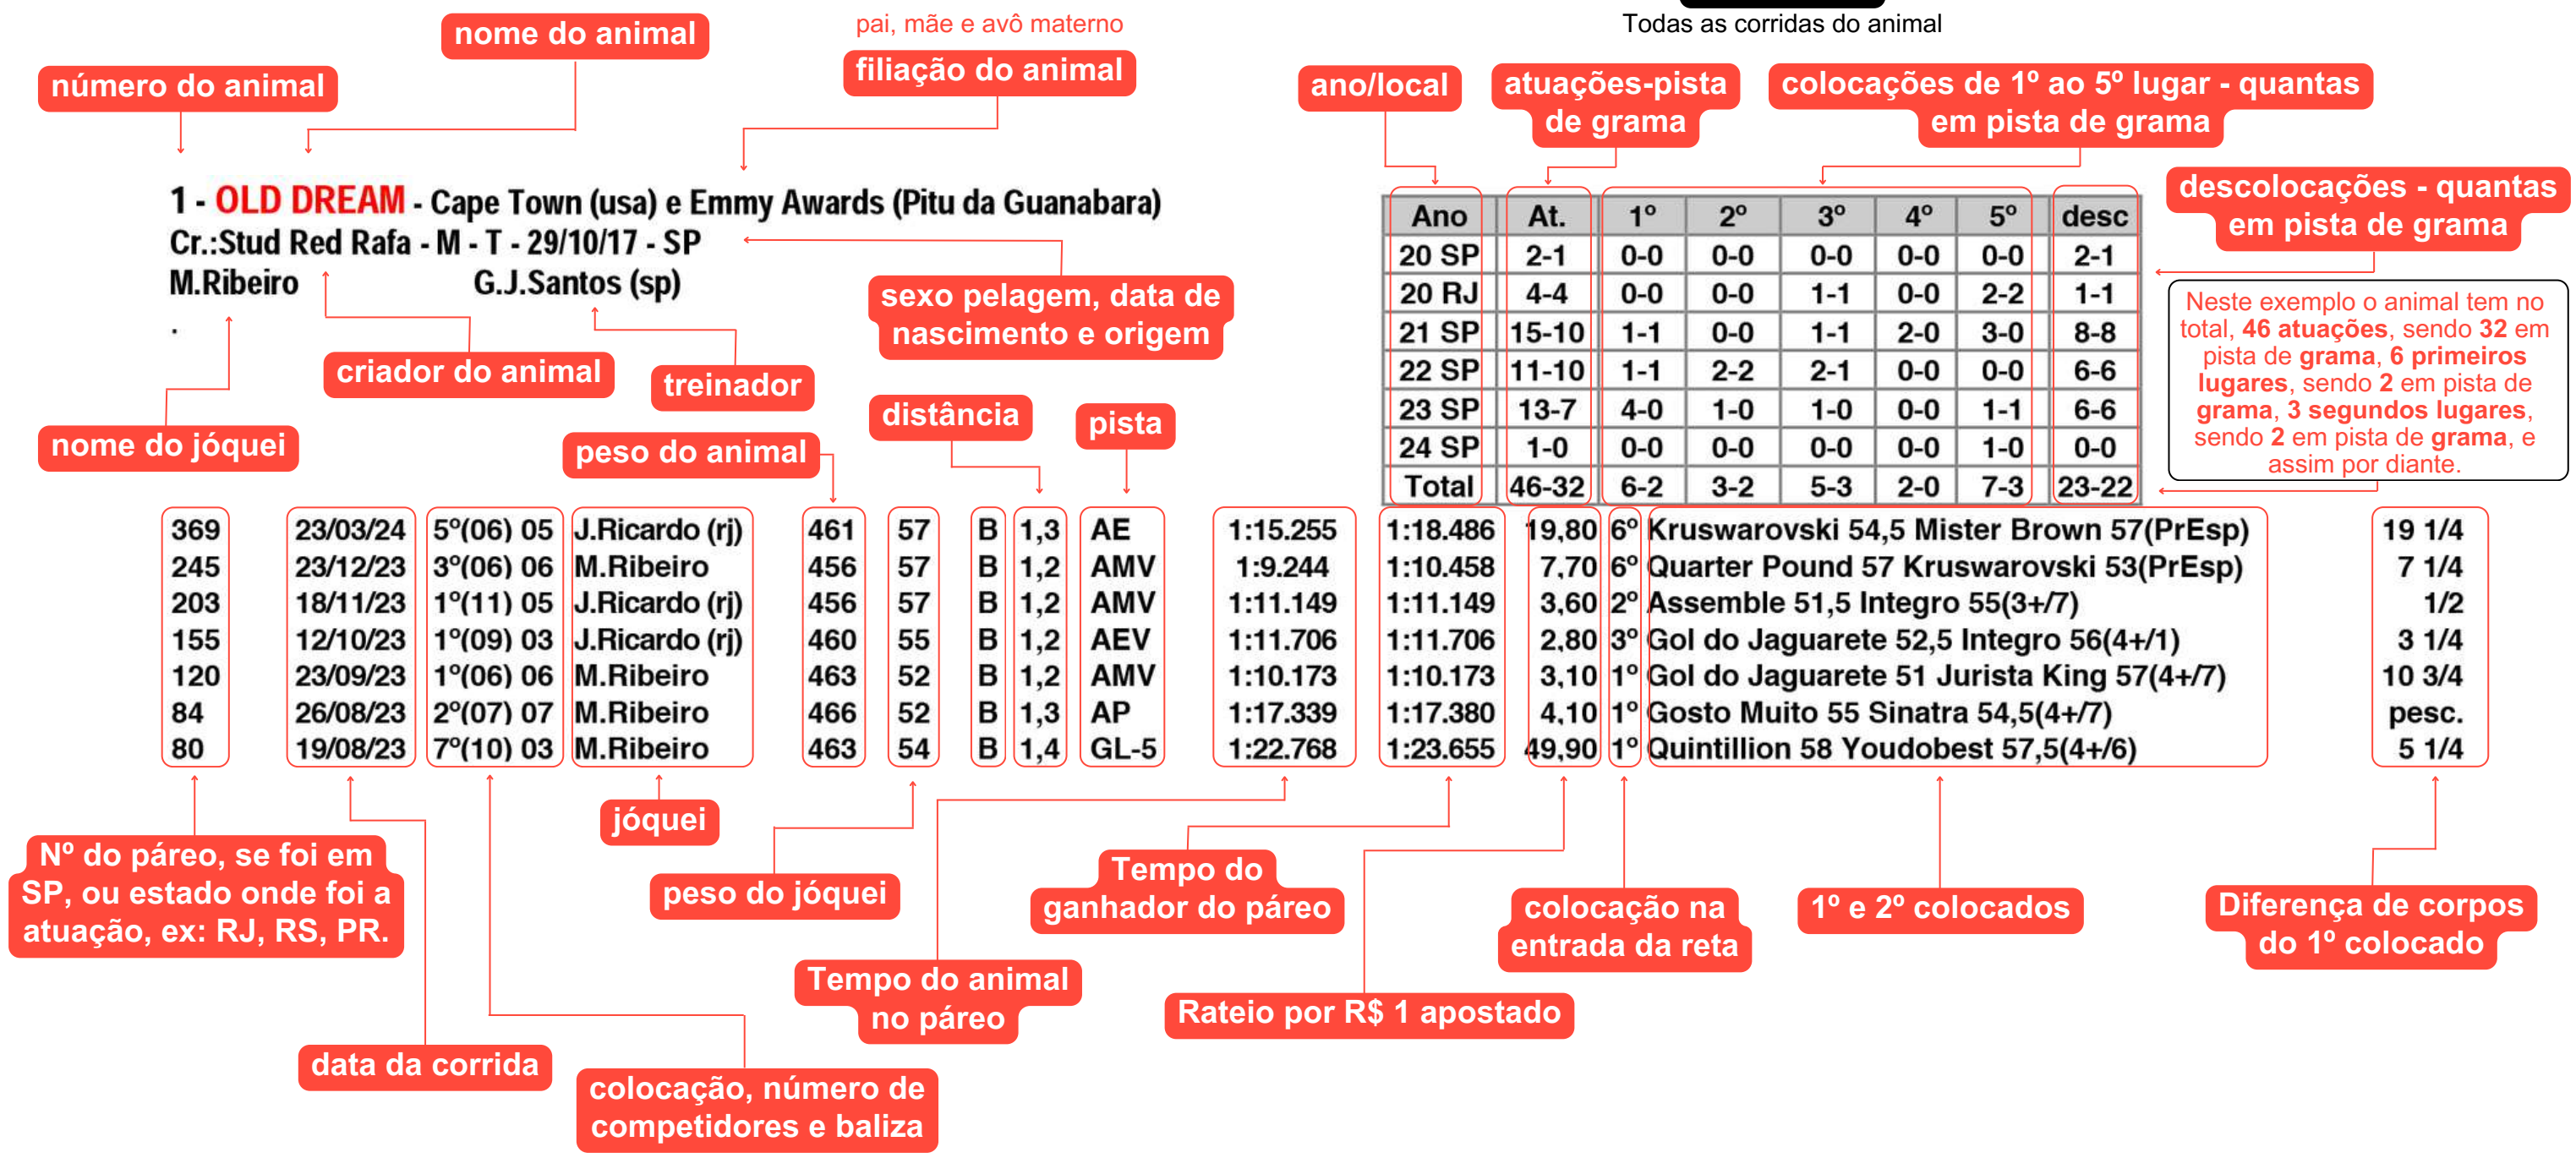 nome do animal
pai, mãe e avô materno
Todas as corridas do animal
número do animal
filiação do animal
ano/local
atuações-pista
de grama
colocações de 1º ao 5º lugar - quantas
em pista de grama
descolocações - quantas
em pista de grama
1 - OLD DREAM - Cape Town (usa) e Emmy Awards (Pitu da Guanabara)
Cr.:Stud Red Rafa - M - T - 29/10/17 - SP
M.Ribeiro G.J.Santos (sp)
.
sexo pelagem, data de
nascimento e origem
criador do animal
treinador
nome do jóquei
peso do animal
distância
pista
Ano At. 1º 2º 3º 4º 5º desc
20 SP 2-1 0-0 0-0 0-0 0-0 0-0 2-1
20 RJ 4-4 0-0 0-0 1-1 0-0 2-2 1-1
21 SP 15-10 1-1 0-0 1-1 2-0 3-0 8-8
22 SP 11-10 1-1 2-2 2-1 0-0 0-0 6-6
23 SP 13-7 4-0 1-0 1-0 0-0 1-1 6-6
24 SP 1-0 0-0 0-0 0-0 0-0 1-0 0-0
Total 46-32 6-2 3-2 5-3 2-0 7-3 23-22
Neste exemplo o animal tem no
total, 46 atuações, sendo 32 em
pista de grama, 6 primeiros
lugares, sendo 2 em pista de
grama, 3 segundos lugares,
sendo 2 em pista de grama, e
assim por diante.
369 23/03/24 5º(06) 05 J.Ricardo (rj) 461 57 B 1,3 AE 1:15.255 1:18.486 19,80 6º Kruswarovski 54,5 Mister Brown 57(PrEsp) 19 1/4
245 23/12/23 3º(06) 06 M.Ribeiro 456 57 B 1,2 AMV 1:9.244 1:10.458 7,70 6º Quarter Pound 57 Kruswarovski 53(PrEsp) 7 1/4
203 18/11/23 1º(11) 05 J.Ricardo (rj) 456 57 B 1,2 AMV 1:11.149 1:11.149 3,60 2º Assemble 51,5 Integro 55(3+/7) 1/2
155 12/10/23 1º(09) 03 J.Ricardo (rj) 460 55 B 1,2 AEV 1:11.706 1:11.706 2,80 3º Gol do Jaguarete 52,5 Integro 56(4+/1) 3 1/4
120 23/09/23 1º(06) 06 M.Ribeiro 463 52 B 1,2 AMV 1:10.173 1:10.173 3,10 1º Gol do Jaguarete 51 Jurista King 57(4+/7) 10 3/4
84 26/08/23 2º(07) 07 M.Ribeiro 466 52 B 1,3 AP 1:17.339 1:17.380 4,10 1º Gosto Muito 55 Sinatra 54,5(4+/7) pesc.
80 19/08/23 7º(10) 03 M.Ribeiro 463 54 B 1,4 GL-5 1:22.768 1:23.655 49,90 1º Quintillion 58 Youdobest 57,5(4+/6) 5 1/4
jóquei
Nº do páreo, se foi em
SP, ou estado onde foi a
atuação, ex: RJ, RS, PR.
peso do jóquei
Tempo do
ganhador do páreo
colocação na
entrada da reta
1º e 2º colocados
Diferença de corpos
do 1º colocado
Tempo do animal
no páreo
Rateio por R$ 1 apostado
data da corrida
colocação, número de
competidores e baliza